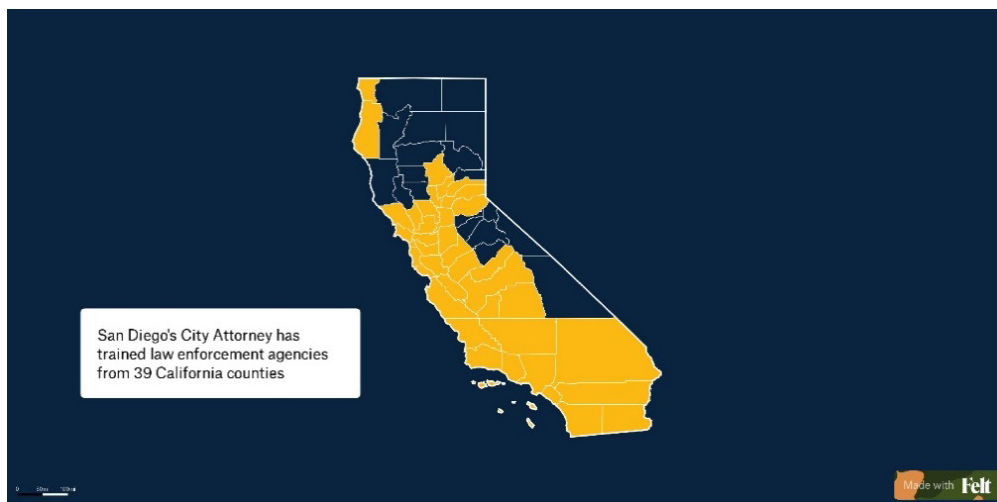 San Diego's City Attorney has
trained law enforcement agencies
from 39 California counties
Made with Felt